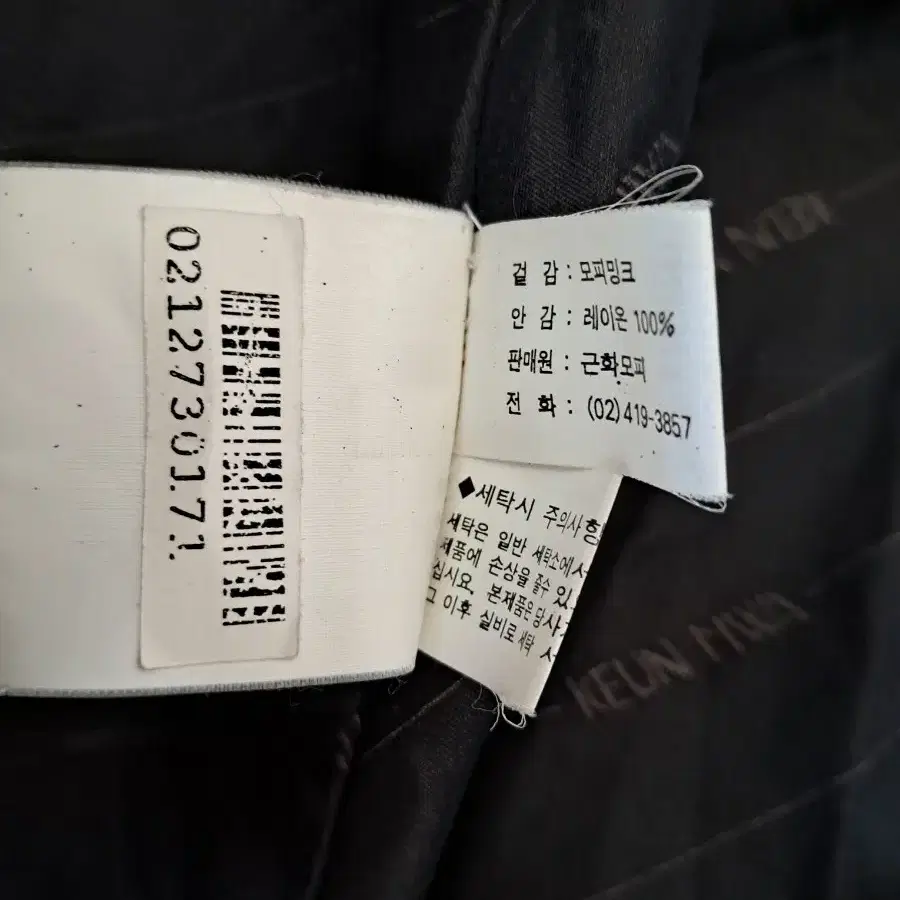 0212730171
겉 감 : 모피밍크
안 감 : 레이온 100%
판매원 : 근화모피
전 화 : (02)419-3857
◆세탁시 주의사항
세탁은 일반 세탁소에서
제품에 손상을 줄수 있
십시요. 본제품은 당사
그 이후 실비로 세탁
KEUN HWA